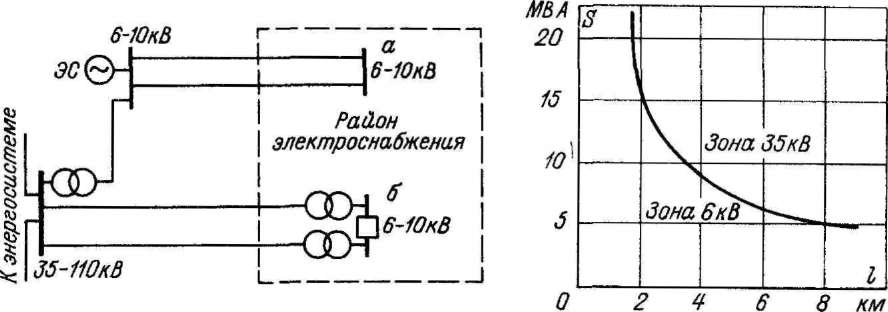 6-10кВ
ЭС
а
6-10кВ
Район
электроснабжения
К энергосистеме
б
6-10кВ
35-110кВ
МВА S
20
15
10
5
0 2 4 6 8 км
l
Зона 35кВ
Зона 6кВ